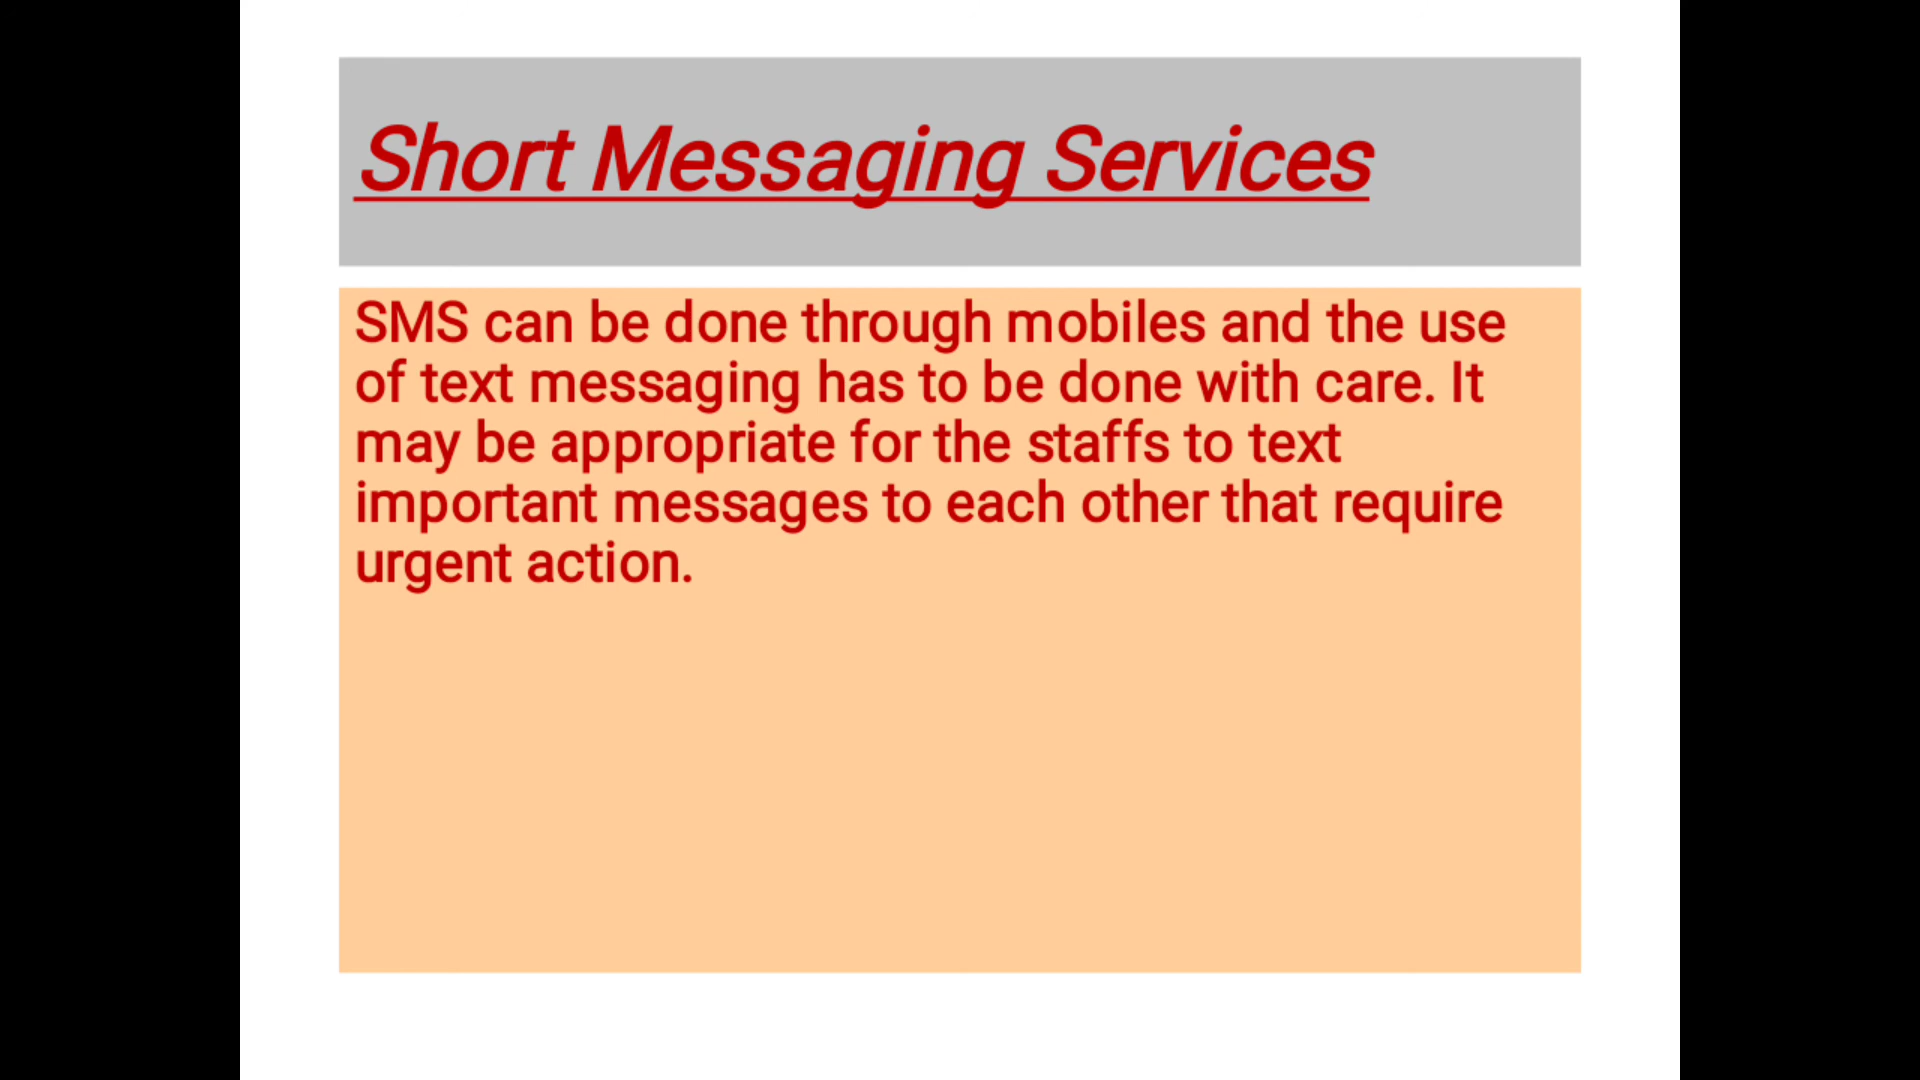 Short Messaging Services
SMS can be done through mobiles and the use
of text messaging has to be done with care. It
may be appropriate for the staffs to text
important messages to each other that require
urgent action.